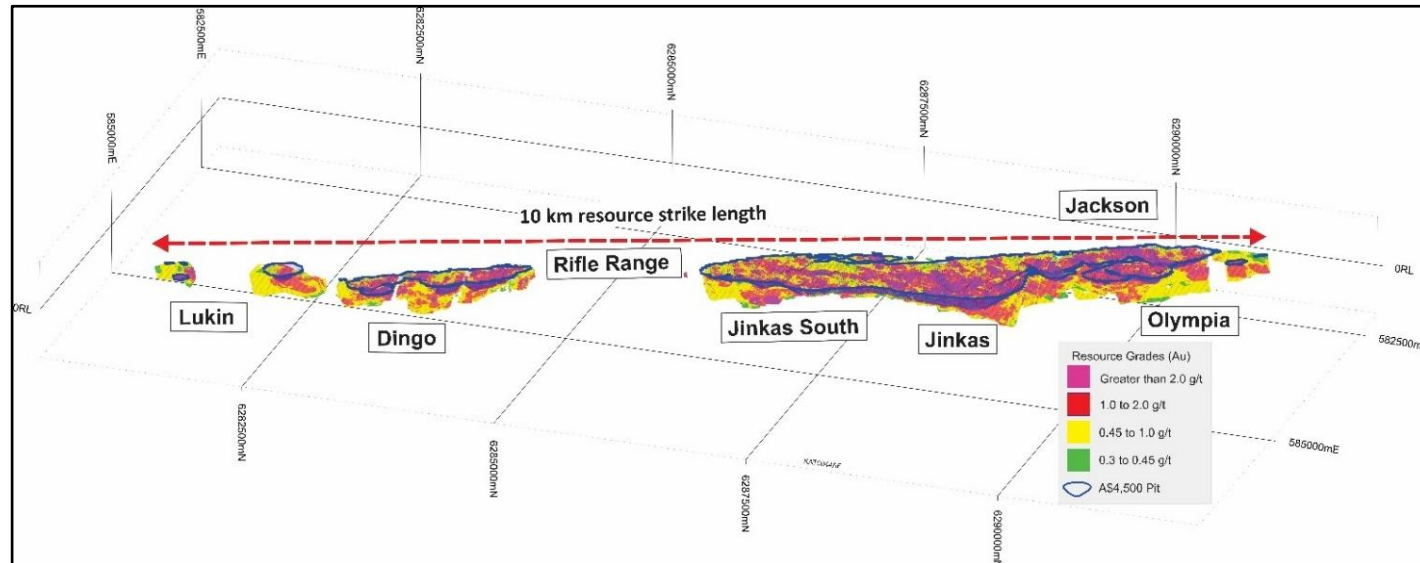 582500mE
6282500mN
6285000mN
6287500mN
6290000mN
585000mE
Jackson
10 km resource strike length
Rifle Range
0RL
0RL
Lukin
Dingo
Jinkas South
Jinkas
Olympia
582500m
Resource Grades (Au)
Greater than 2.0 g/t
1.0 to 2.0 g/t
0.45 to 1.0 g/t
0.3 to 0.45 g/t
A$4,500 Pit
585000mE
6282500mN
6285000mN
6287500mN
6290000mN